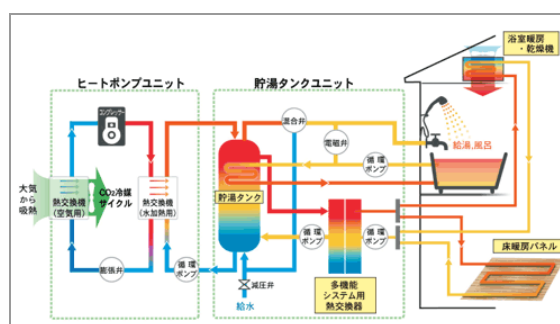 ヒートポンプユニット
貯湯タンクユニット
浴室暖房
・乾燥機
コンプレッサー
混合弁
電磁弁
循環
ポンプ
給湯,風呂
大気
から
吸熱
熱交換機
(空気用)
CO₂冷媒
サイクル
熱交換機
(水加熱用)
貯湯タンク
膨張弁
循環
ポンプ
循環
ポンプ
循環
ポンプ
減圧弁
給水
多機能
システム用
熱交換器
床暖房パネル